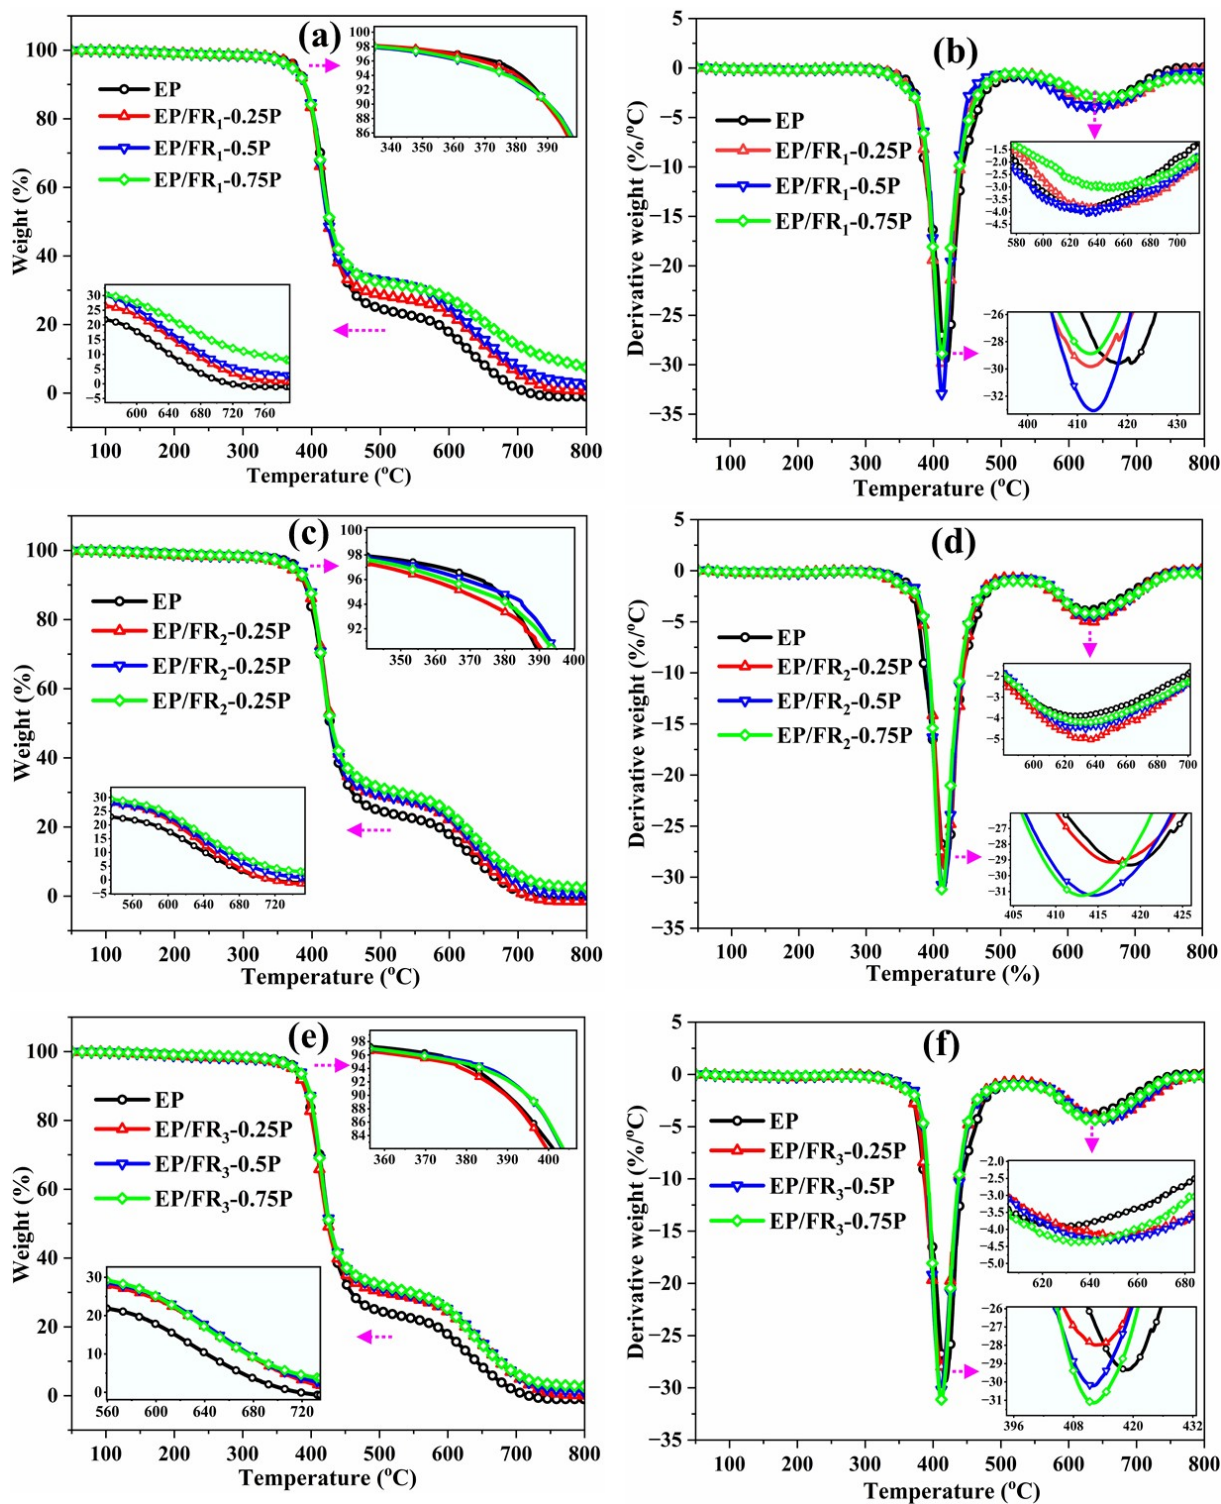 (a)
100
80
60
40
20
0
Weight (%)
EP
EP/FR₁-0.25P
EP/FR₁-0.5P
EP/FR₁-0.75P
98
96
94
92
90
88
86
340 350 360 370 380 390
30
25
20
15
10
5
0
−5
600 640 680 720 760
100 200 300 400 500 600 700 800
Temperature (ºC)
(b)
5
0
−5
−10
−15
−20
−25
−30
−35
Derivative weight (%/ºC)
EP
EP/FR₁-0.25P
EP/FR₁-0.5P
EP/FR₁-0.75P
−1.5
−2.0
−2.5
−3.0
−3.5
−4.0
−4.5
580 600 620 640 660 680 700
−26
−28
−30
−32
400 410 420 430
100 200 300 400 500 600 700 800
Temperature (ºC)
(c)
100
80
60
40
20
0
Weight (%)
EP
EP/FR₂-0.25P
EP/FR₂-0.25P
EP/FR₂-0.25P
100
98
96
94
92
350 360 370 380 390 400
30
25
20
15
10
5
0
−5
560 600 640 680 720
100 200 300 400 500 600 700 800
Temperature (ºC)
(d)
5
0
−5
−10
−15
−20
−25
−30
−35
Derivative weight (%/ºC)
EP
EP/FR₂-0.25P
EP/FR₂-0.5P
EP/FR₂-0.75P
−2
−3
−4
−5
600 620 640 660 680 700
−27
−28
−29
−30
−31
405 410 415 420 425
100 200 300 400 500 600 700 800
Temperature (%)
(e)
100
80
60
40
20
0
Weight (%)
EP
EP/FR₃-0.25P
EP/FR₃-0.5P
EP/FR₃-0.75P
98
96
94
92
90
88
86
84
360 370 380 390 400
30
20
10
0
560 600 640 680 720
100 200 300 400 500 600 700 800
Temperature (ºC)
(f)
5
0
−5
−10
−15
−20
−25
−30
−35
Derivative weight (%/ºC)
EP
EP/FR₃-0.25P
EP/FR₃-0.5P
EP/FR₃-0.75P
−2.0
−2.5
−3.0
−3.5
−4.0
−4.5
−5.0
620 640 660 680
−26
−27
−28
−29
−30
−31
396 408 420 432
100 200 300 400 500 600 700 800
Temperature (ºC)